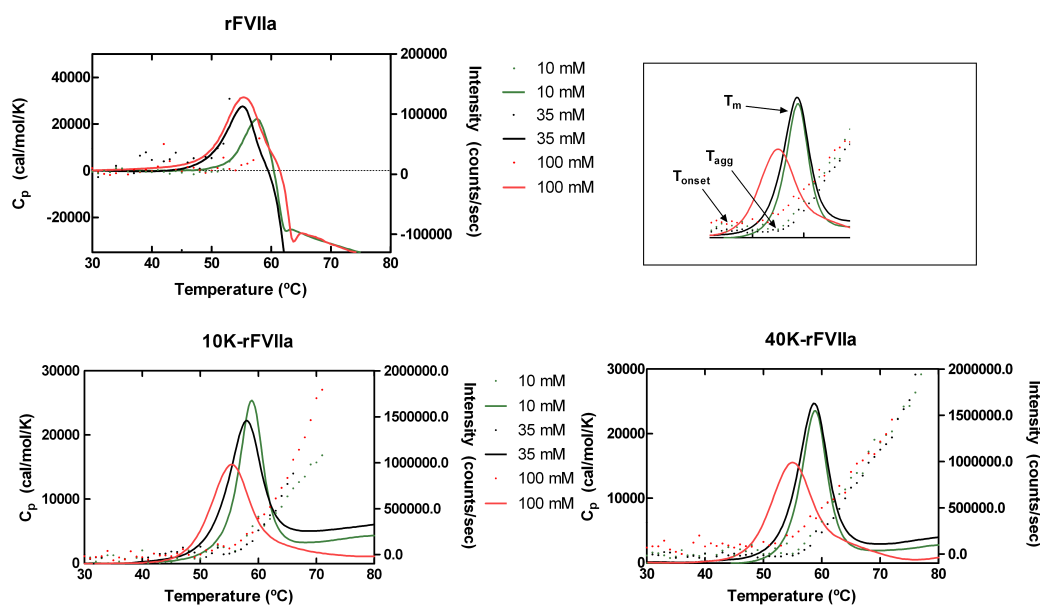 rFVIIa
40000
20000
0
-20000
200000
100000
0
-100000
30 40 50 60 70 80
Cp (cal/mol/K)
Intensity (counts/sec)
Temperature (ºC)
10 mM
10 mM
35 mM
35 mM
100 mM
100 mM
Tm
Tagg
Tonset
10K-rFVIIa
30000
20000
10000
0
2000000.0
1500000.0
1000000.0
500000.0
0.0
30 40 50 60 70 80
Cp (cal/mol/K)
Intensity (counts/sec)
Temperature (ºC)
10 mM
10 mM
35 mM
35 mM
100 mM
100 mM
40K-rFVIIa
30000
20000
10000
0
2000000.0
1500000.0
1000000.0
500000.0
0.0
30 40 50 60 70 80
Cp (cal/mol/K)
Intensity (counts/sec)
Temperature (ºC)